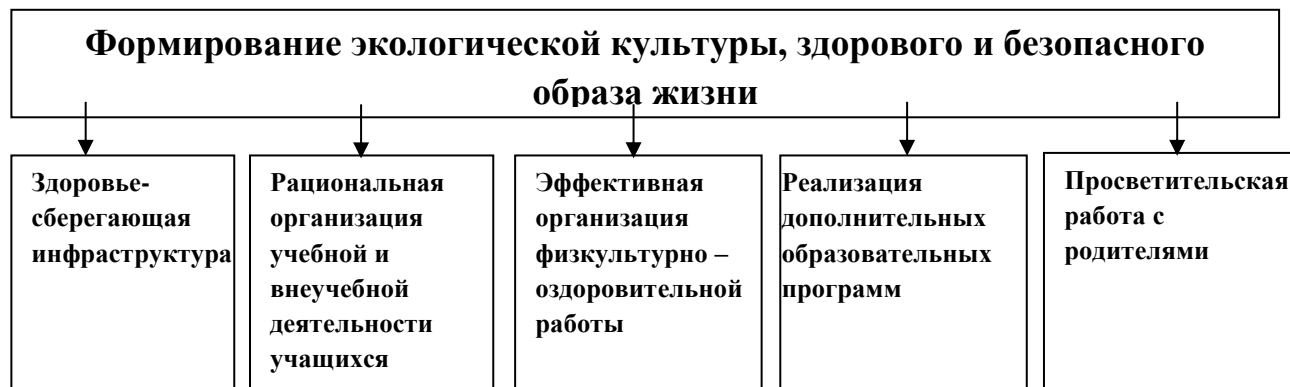 Формирование экологической культуры, здорового и безопасного
образа жизни
Здоровье-
сберегающая
инфраструктура
Рациональная
организация
учебной и
внеучебной
деятельности
учащихся
Эффективная
организация
физкультурно –
оздоровительной
работы
Реализация
дополнительных
образовательных
программ
Просветительская
работа с
родителями